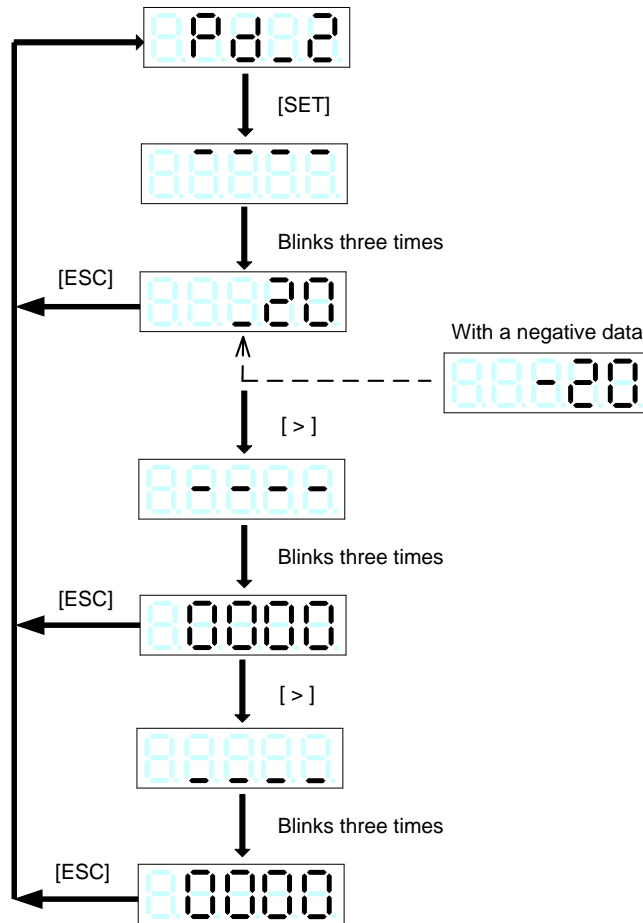 Pd_2
[SET]
- - - -
Blinks three times
[ESC]
_20
With a negative data
-20
[ > ]
- - - -
Blinks three times
[ESC]
0000
[ > ]
_ _ _ _
Blinks three times
[ESC]
0000